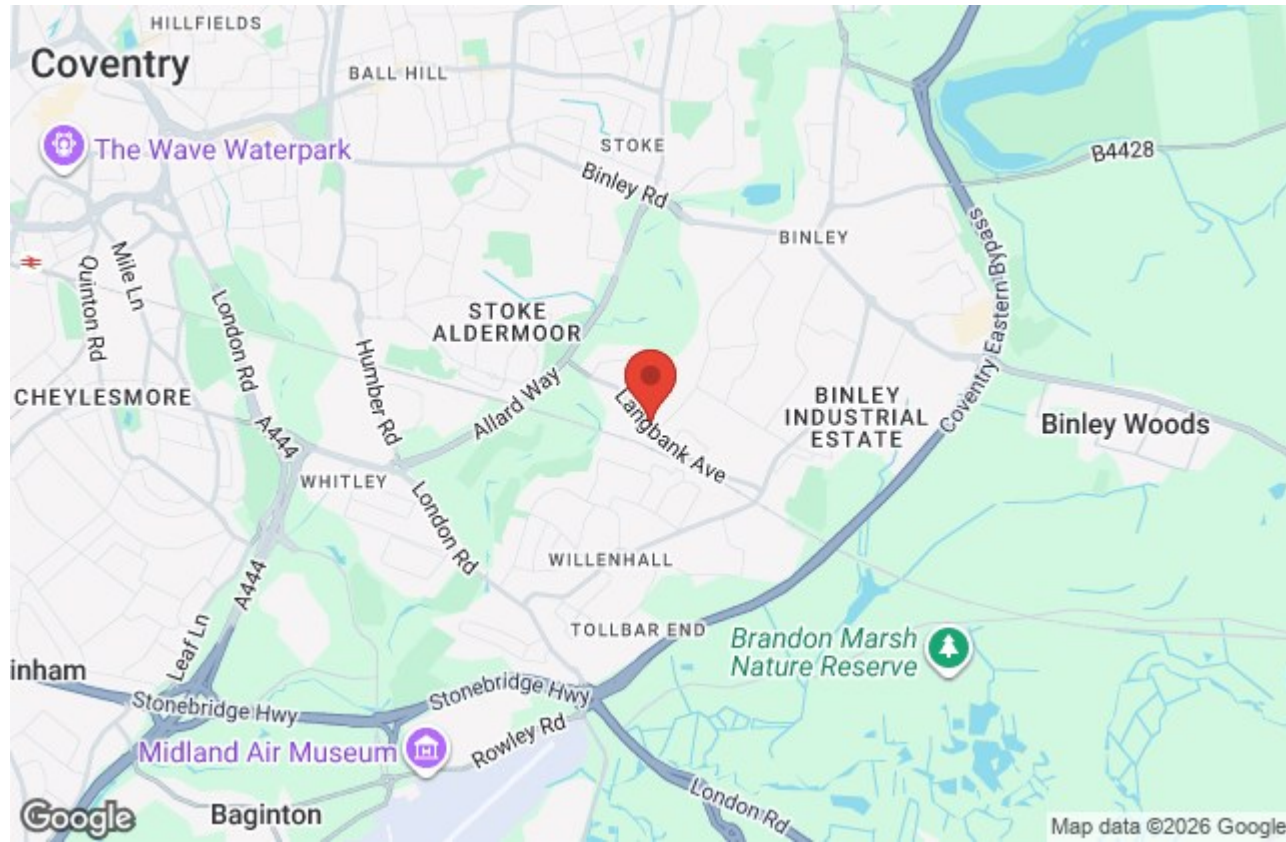 HILLFIELDS
Coventry
BALL HILL
The Wave Waterpark
STOKE
B4428
Binley Rd
BINLEY
Mile Ln
Quinton Rd
London Rd
Coventry Eastern Bypass
STOKE
ALDERMOOR
Humber Rd
Allard Way
CHEYLESMORE
A444
Langbank Ave
BINLEY
INDUSTRIAL
ESTATE
Binley Woods
WHITLEY
London Rd
WILLENHALL
A444
Leaf Ln
TOLLBAR END
Brandon Marsh
Nature Reserve
inham
Stonebridge Hwy
Stonebridge Hwy
Rowley Rd
Midland Air Museum
London Rd
Baginton
Google
Map data ©2026 Google